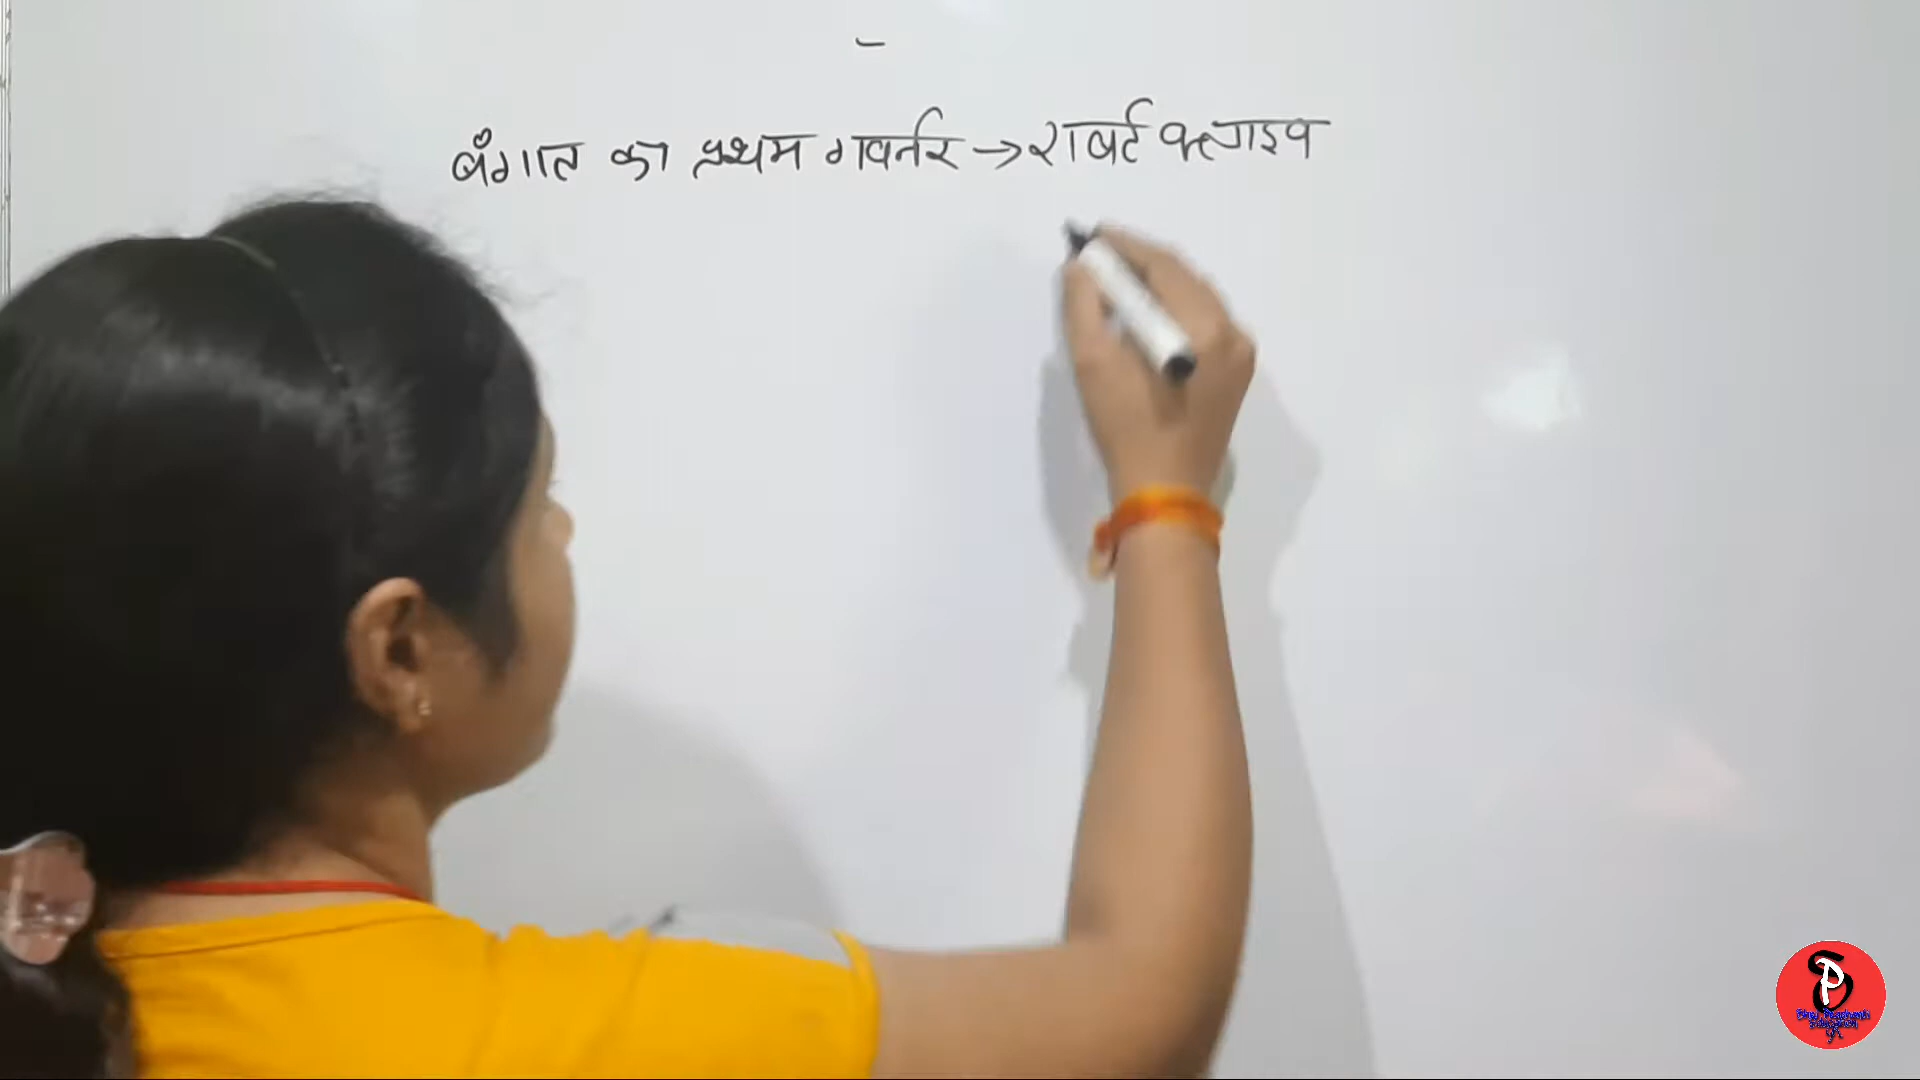 बँगाल का प्रथम गवर्नर → राबर्ट क्लाइव